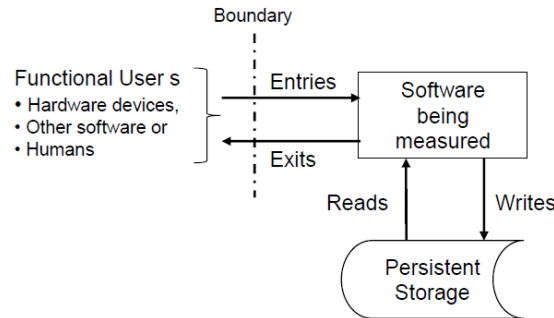 Boundary
Functional User s
• Hardware devices,
• Other software or
• Humans
Entries
Exits
Software
being
measured
Reads
Writes
Persistent
Storage